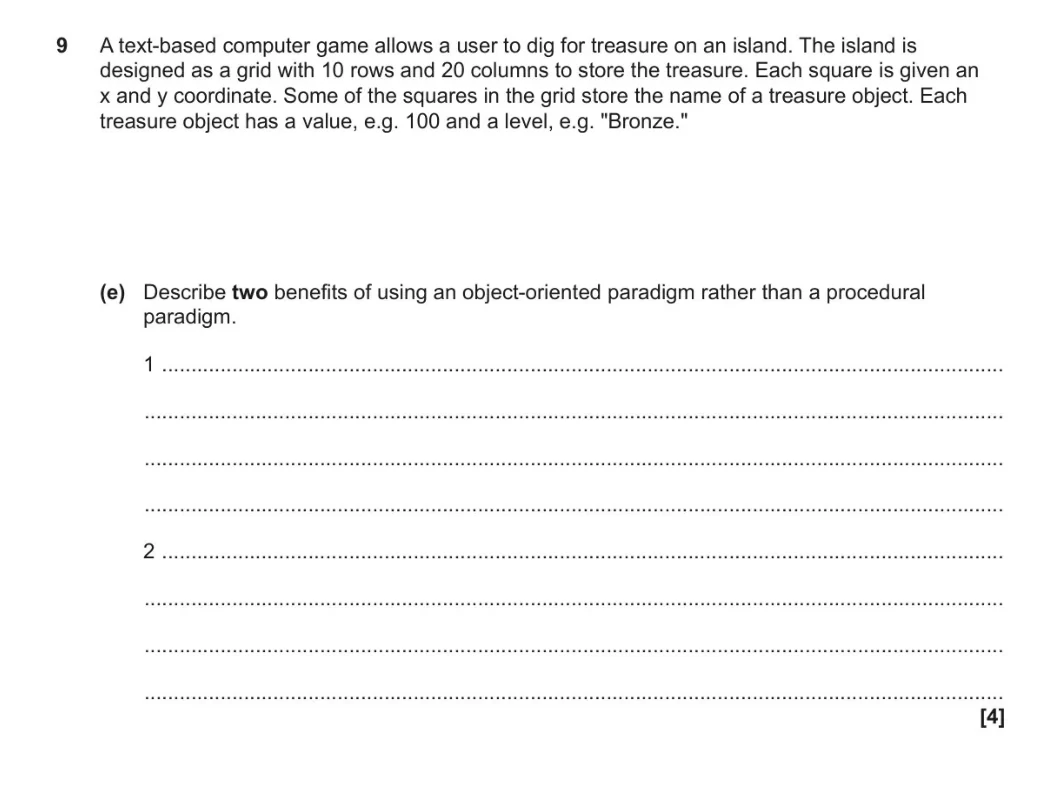 9 A text-based computer game allows a user to dig for treasure on an island. The island is
designed as a grid with 10 rows and 20 columns to store the treasure. Each square is given an
x and y coordinate. Some of the squares in the grid store the name of a treasure object. Each
treasure object has a value, e.g. 100 and a level, e.g. "Bronze."
(e) Describe two benefits of using an object-oriented paradigm rather than a procedural
paradigm.
1 ..........................................................................................
..........................................................................................
..........................................................................................
..........................................................................................
2 ..........................................................................................
..........................................................................................
..........................................................................................
..........................................................................................
[4]